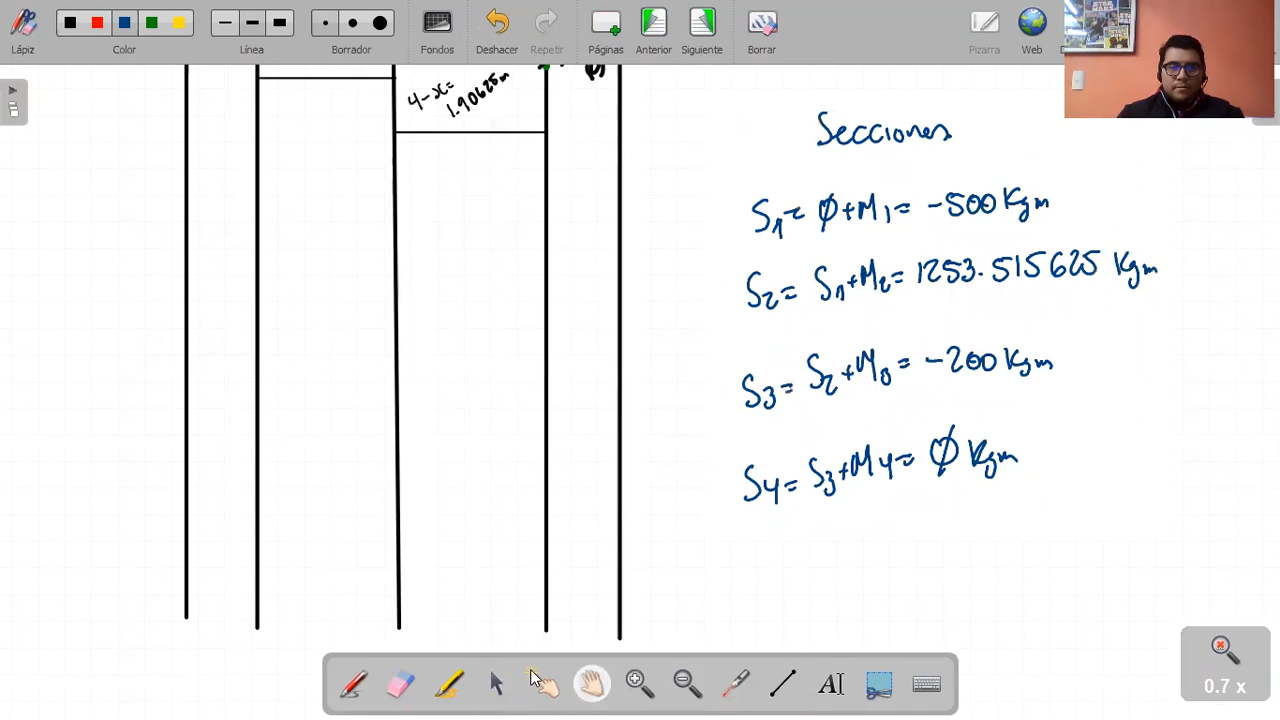 Lápiz
Color
Línea
Borrador
Fondos
Deshacer
Repetir
Páginas
Anterior
Siguiente
Borrar
Pizarra
Web
4-x=
1.90625m
Secciones
S1= Ø+M1= -500 Kgm
S2= S1+M2= 1253.515625 Kgm
S3= S2+M3= -200 Kgm
S4= S3+M4= Ø Kgm
0.7 x